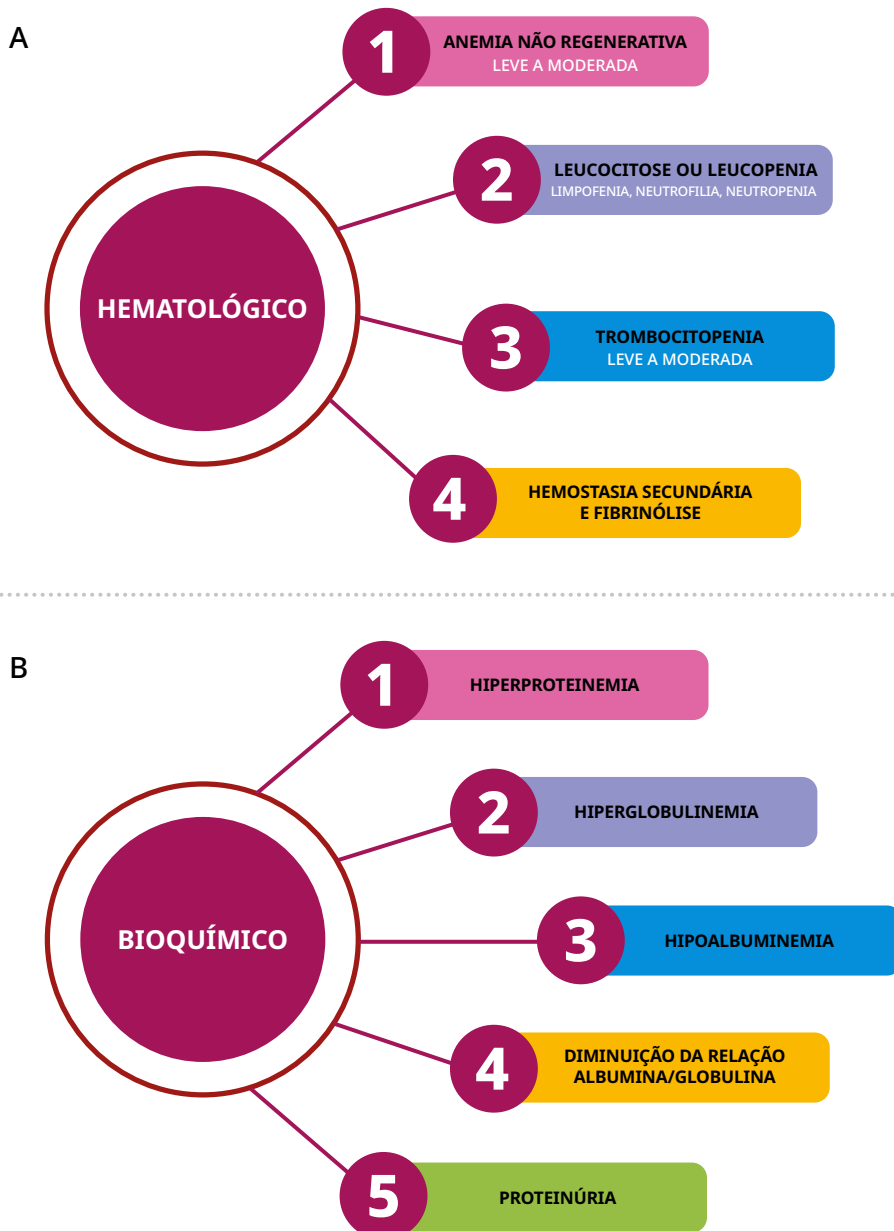 A
1
ANEMIA NÃO REGENERATIVA
LEVE A MODERADA
2
LEUCOCITOSE OU LEUCOPENIA
LIMPOFENIA, NEUTROFILIA, NEUTROPENIA
HEMATOLÓGICO
3
TROMBOCITOPENIA
LEVE A MODERADA
4
HEMOSTASIA SECUNDÁRIA
E FIBRINÓLISE
B
1
HIPERPROTEINEMIA
2
HIPERGLOBULINEMIA
BIOQUÍMICO
3
HIPOALBUMINEMIA
4
DIMINUIÇÃO DA RELAÇÃO
ALBUMINA/GLOBULINA
5
PROTEINÚRIA